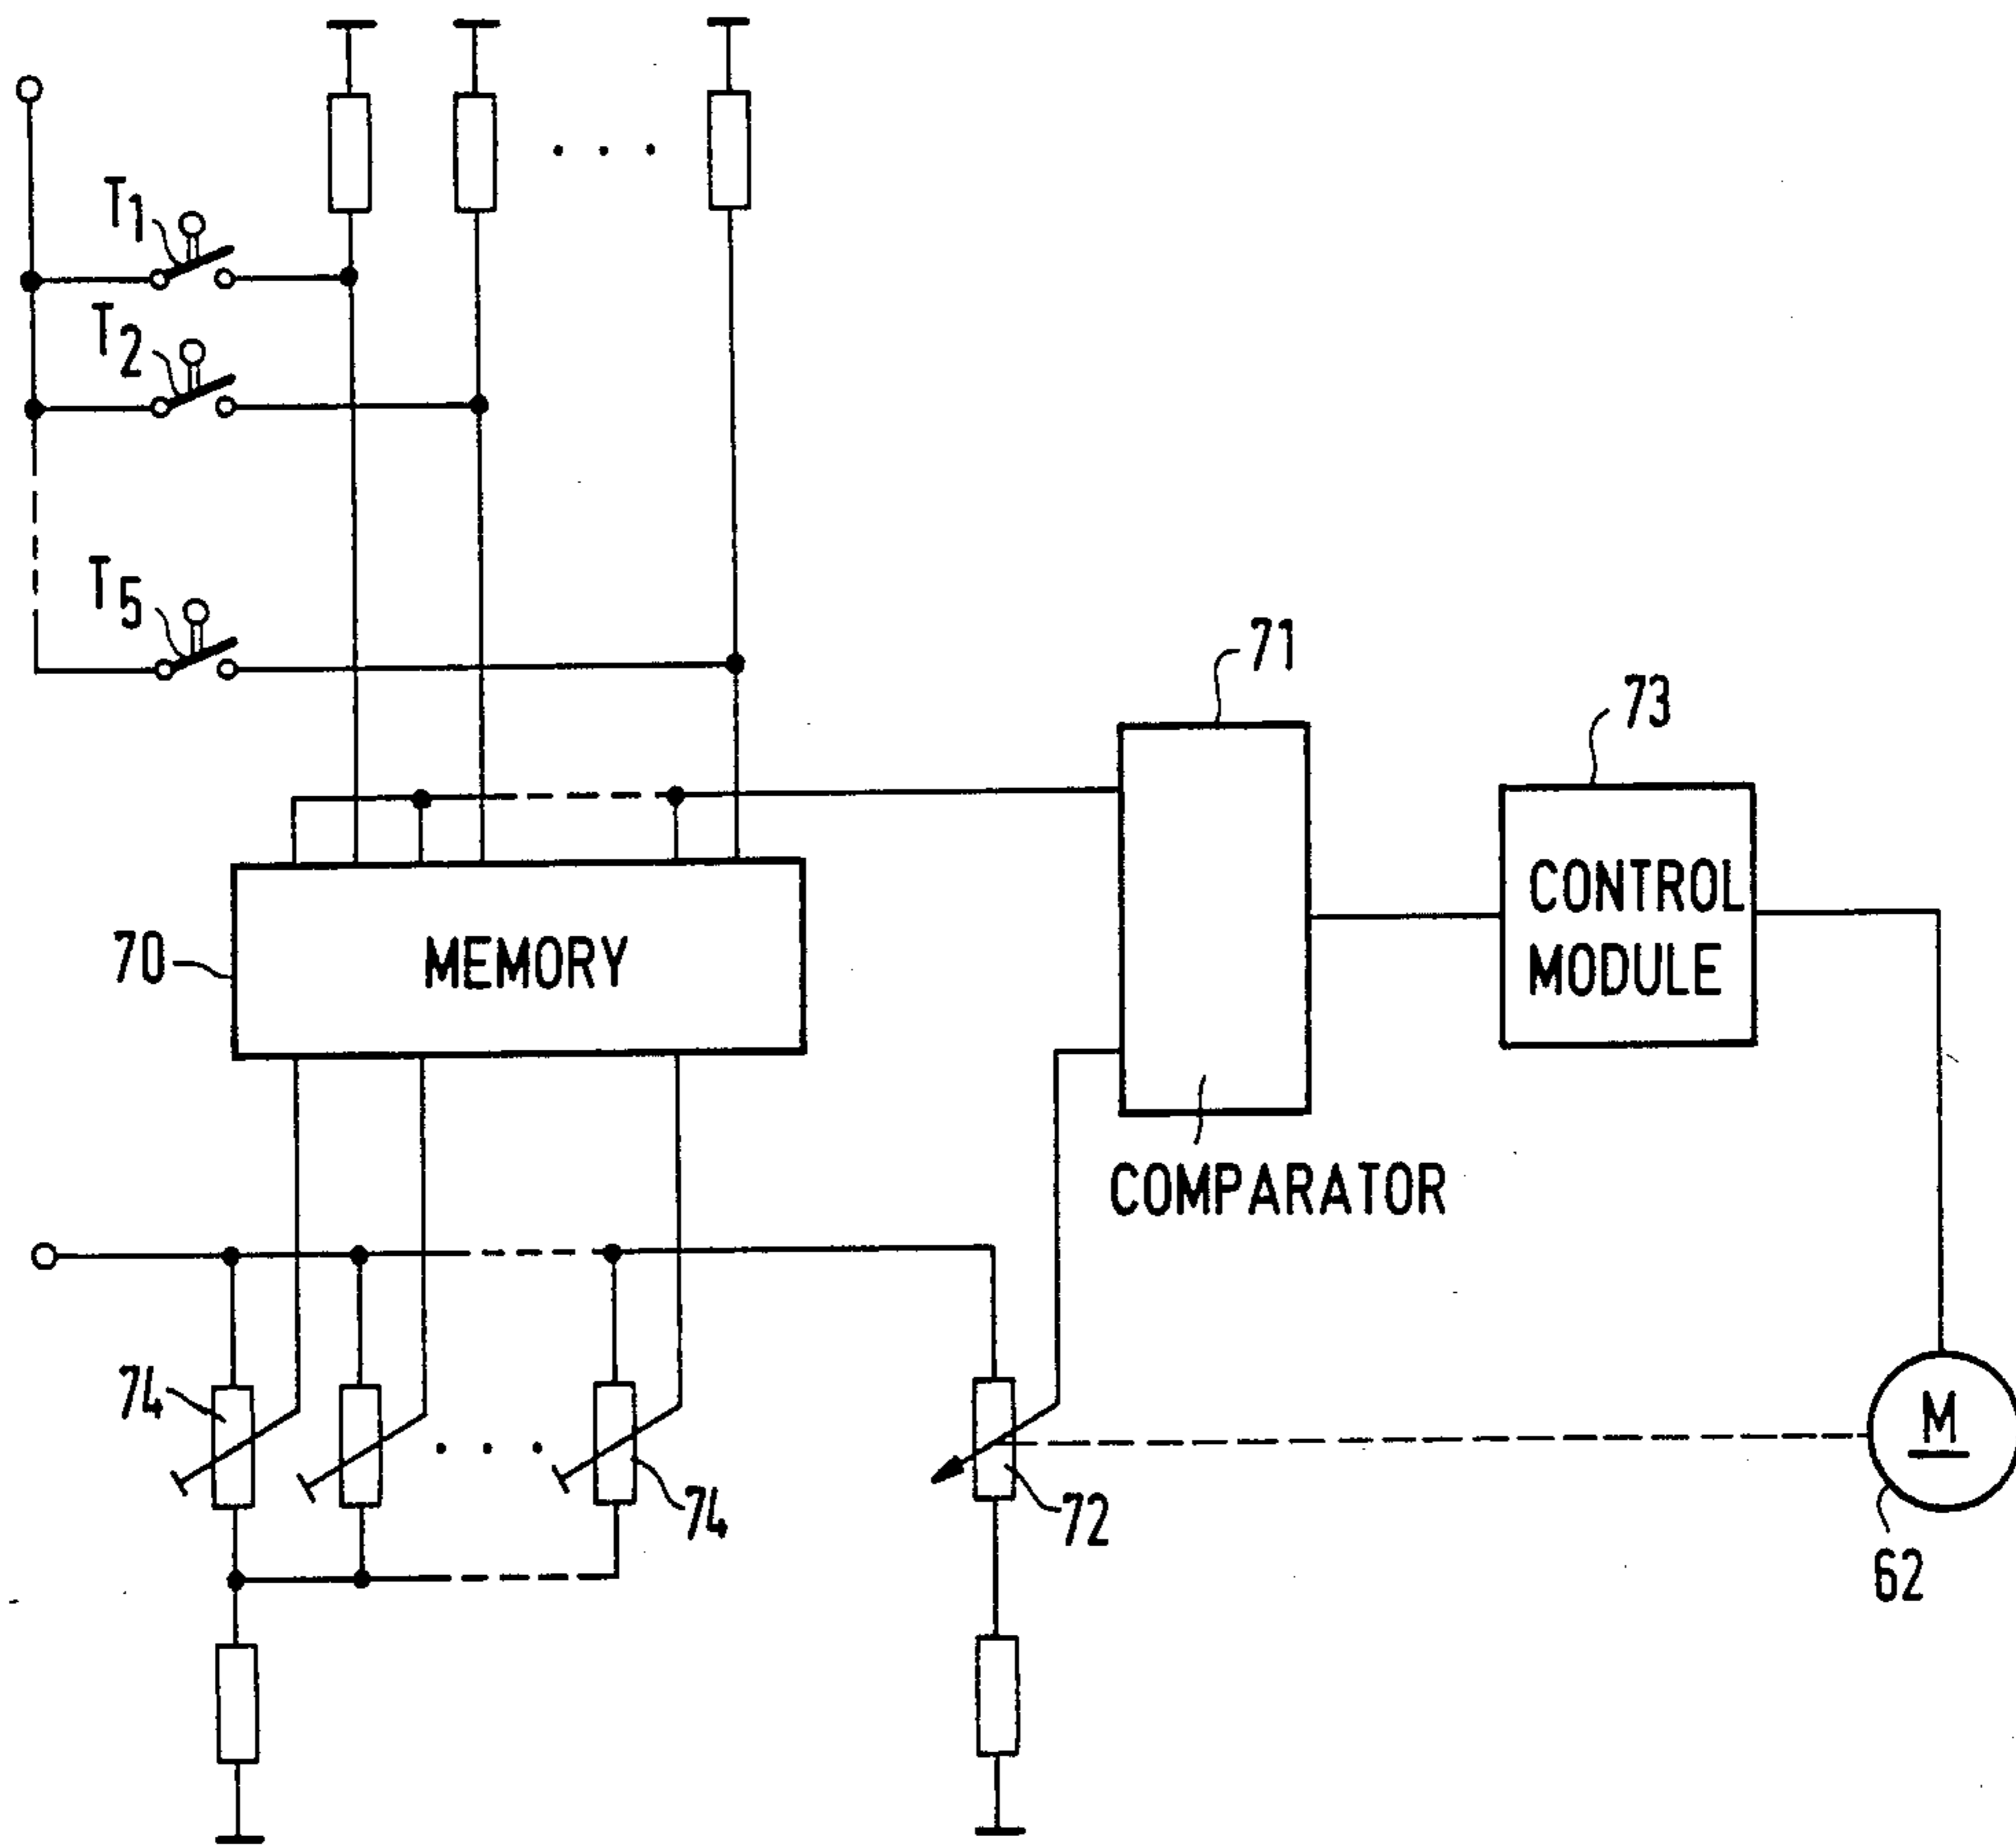 T1
T2
T5
71
73
CONTROL
MODULE
70
MEMORY
COMPARATOR
74
74
72
M
62